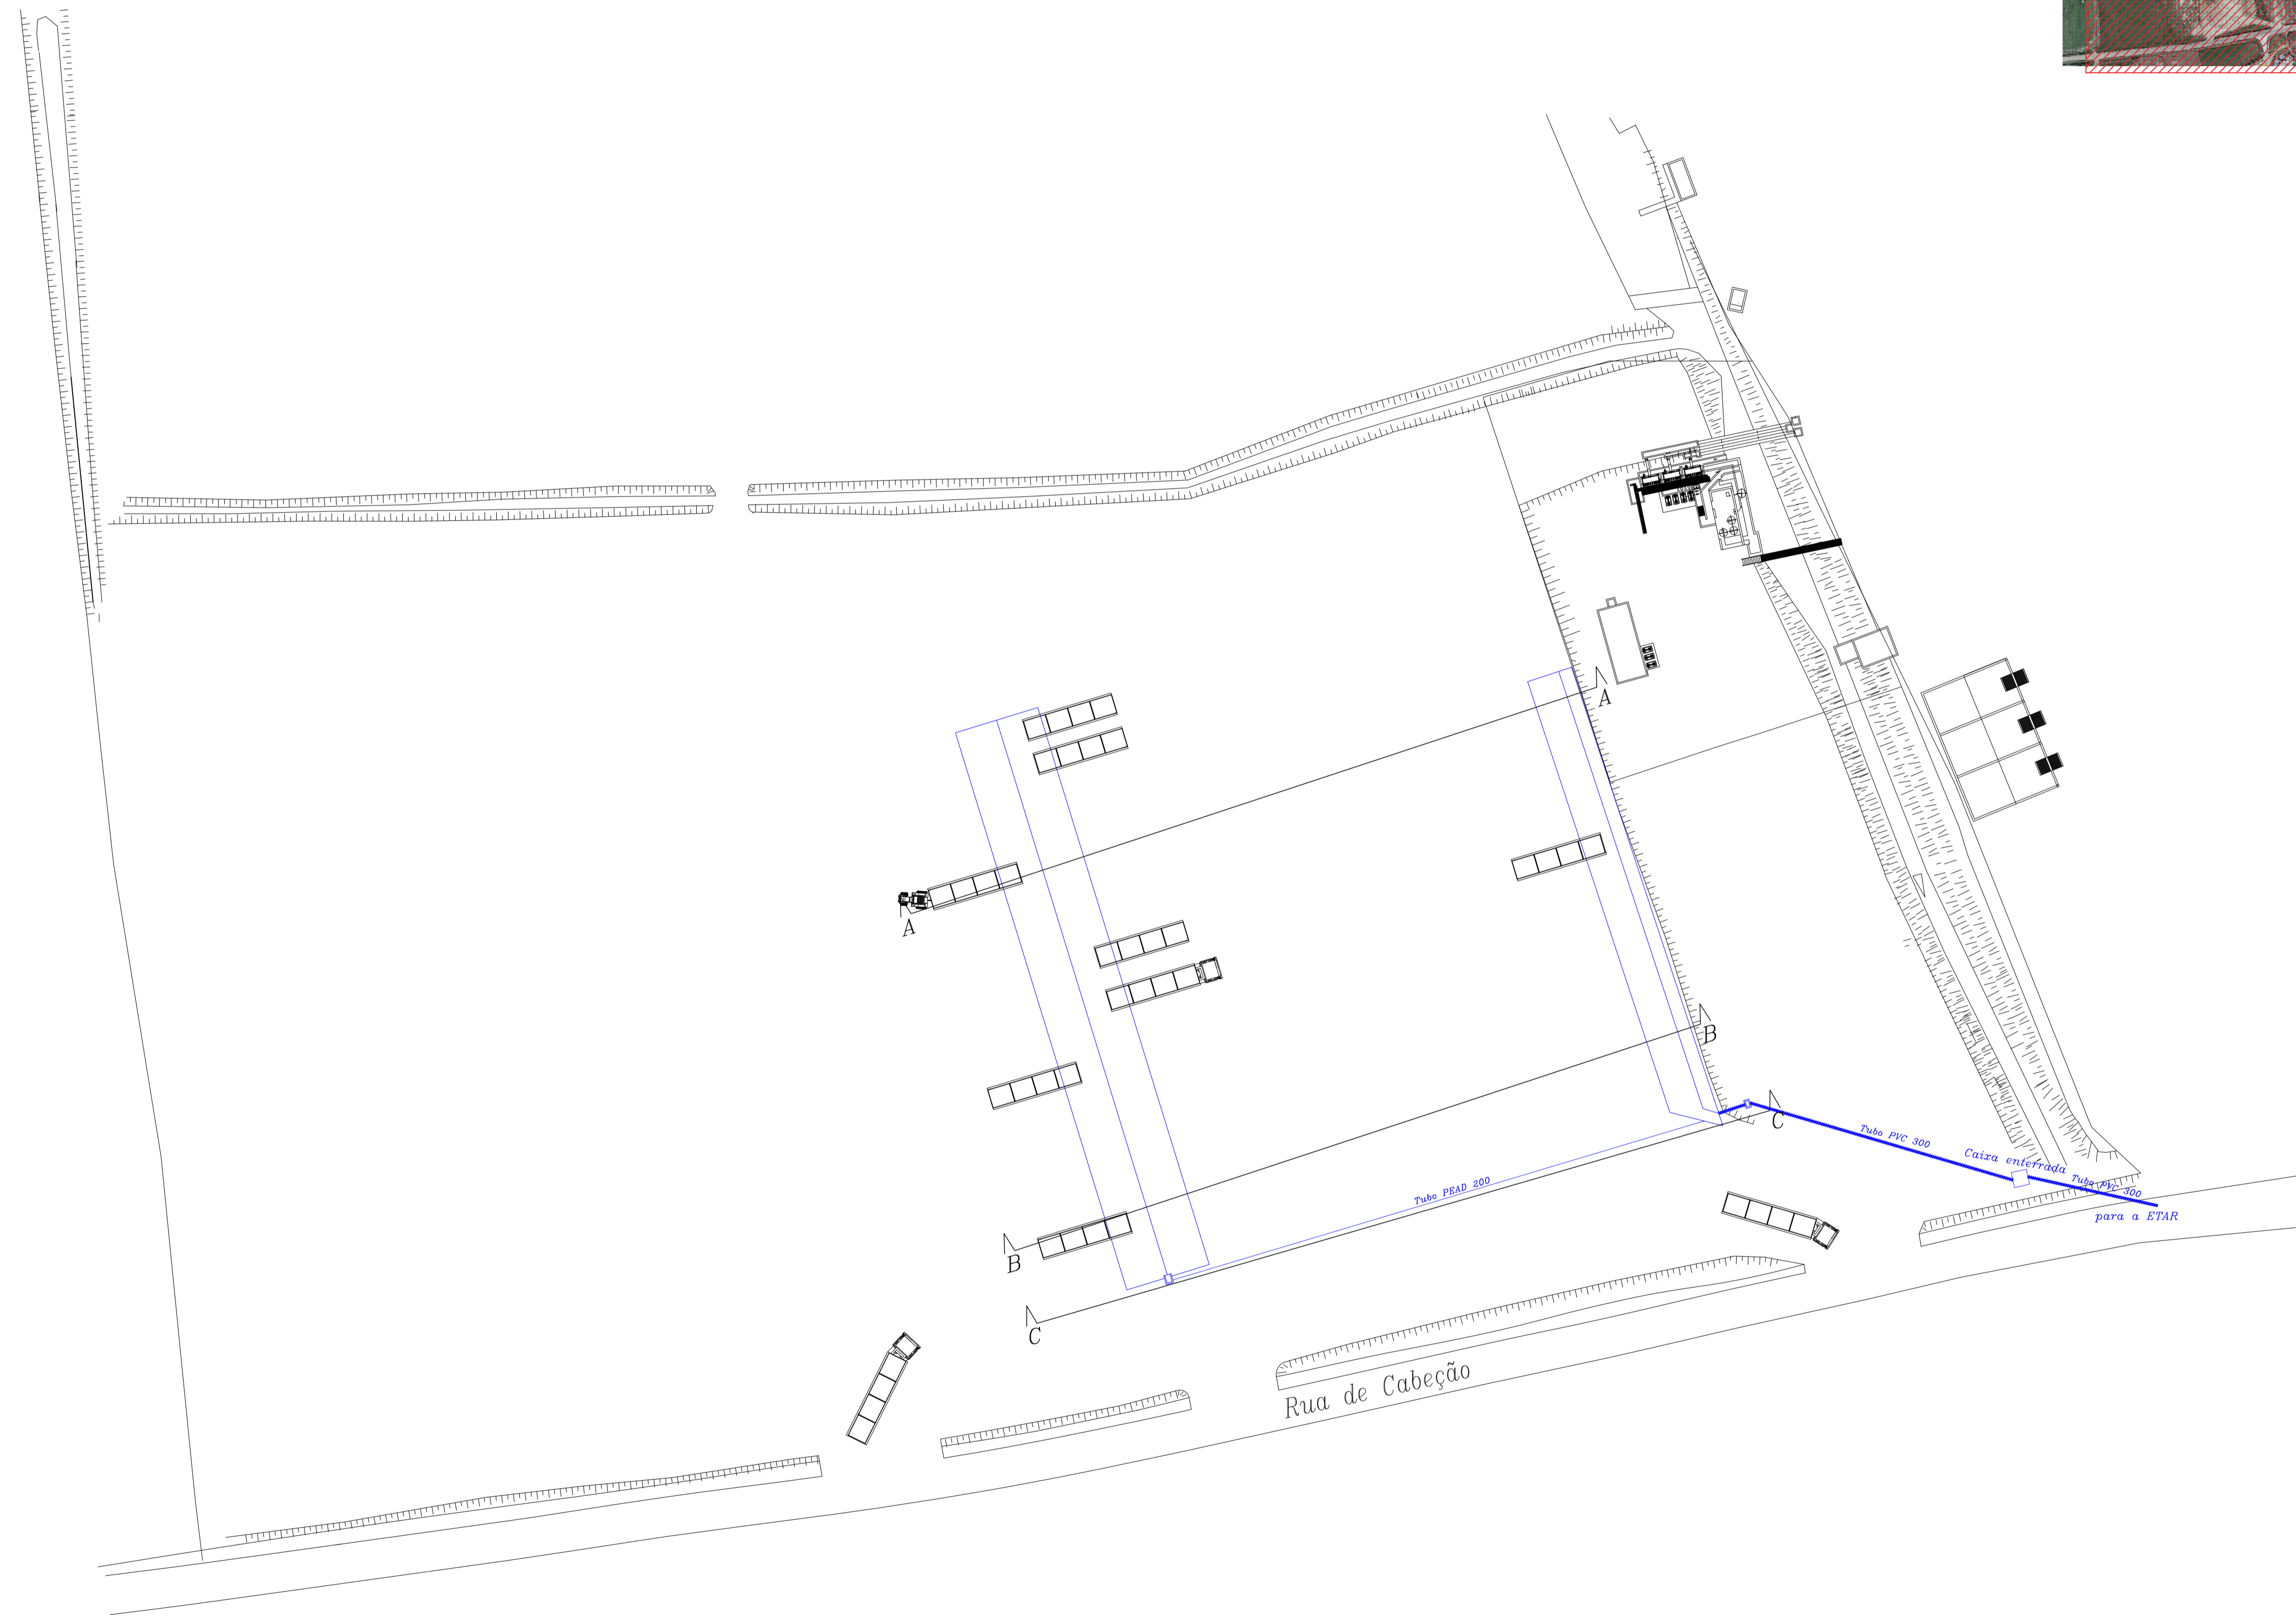 A
A
B
C
Tubo PVC 300
Caixa enterrada
Tubo PVC 300
para a ETAR
Tubo PEAD 200
B
C
Rua de Cabeção